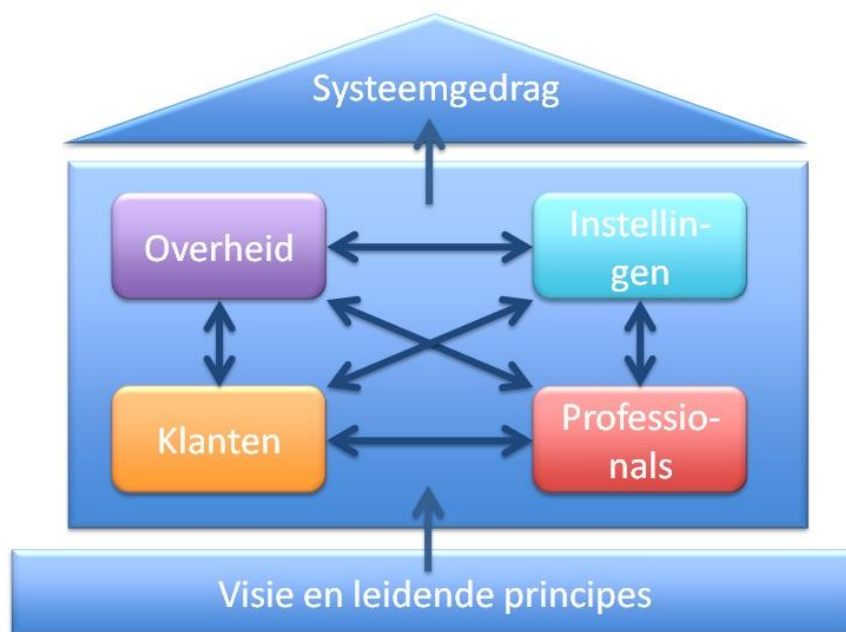 Systeemgedrag
Overheid
Instellin-
gen
Klanten
Professio-
nals
Visie en leidende principes